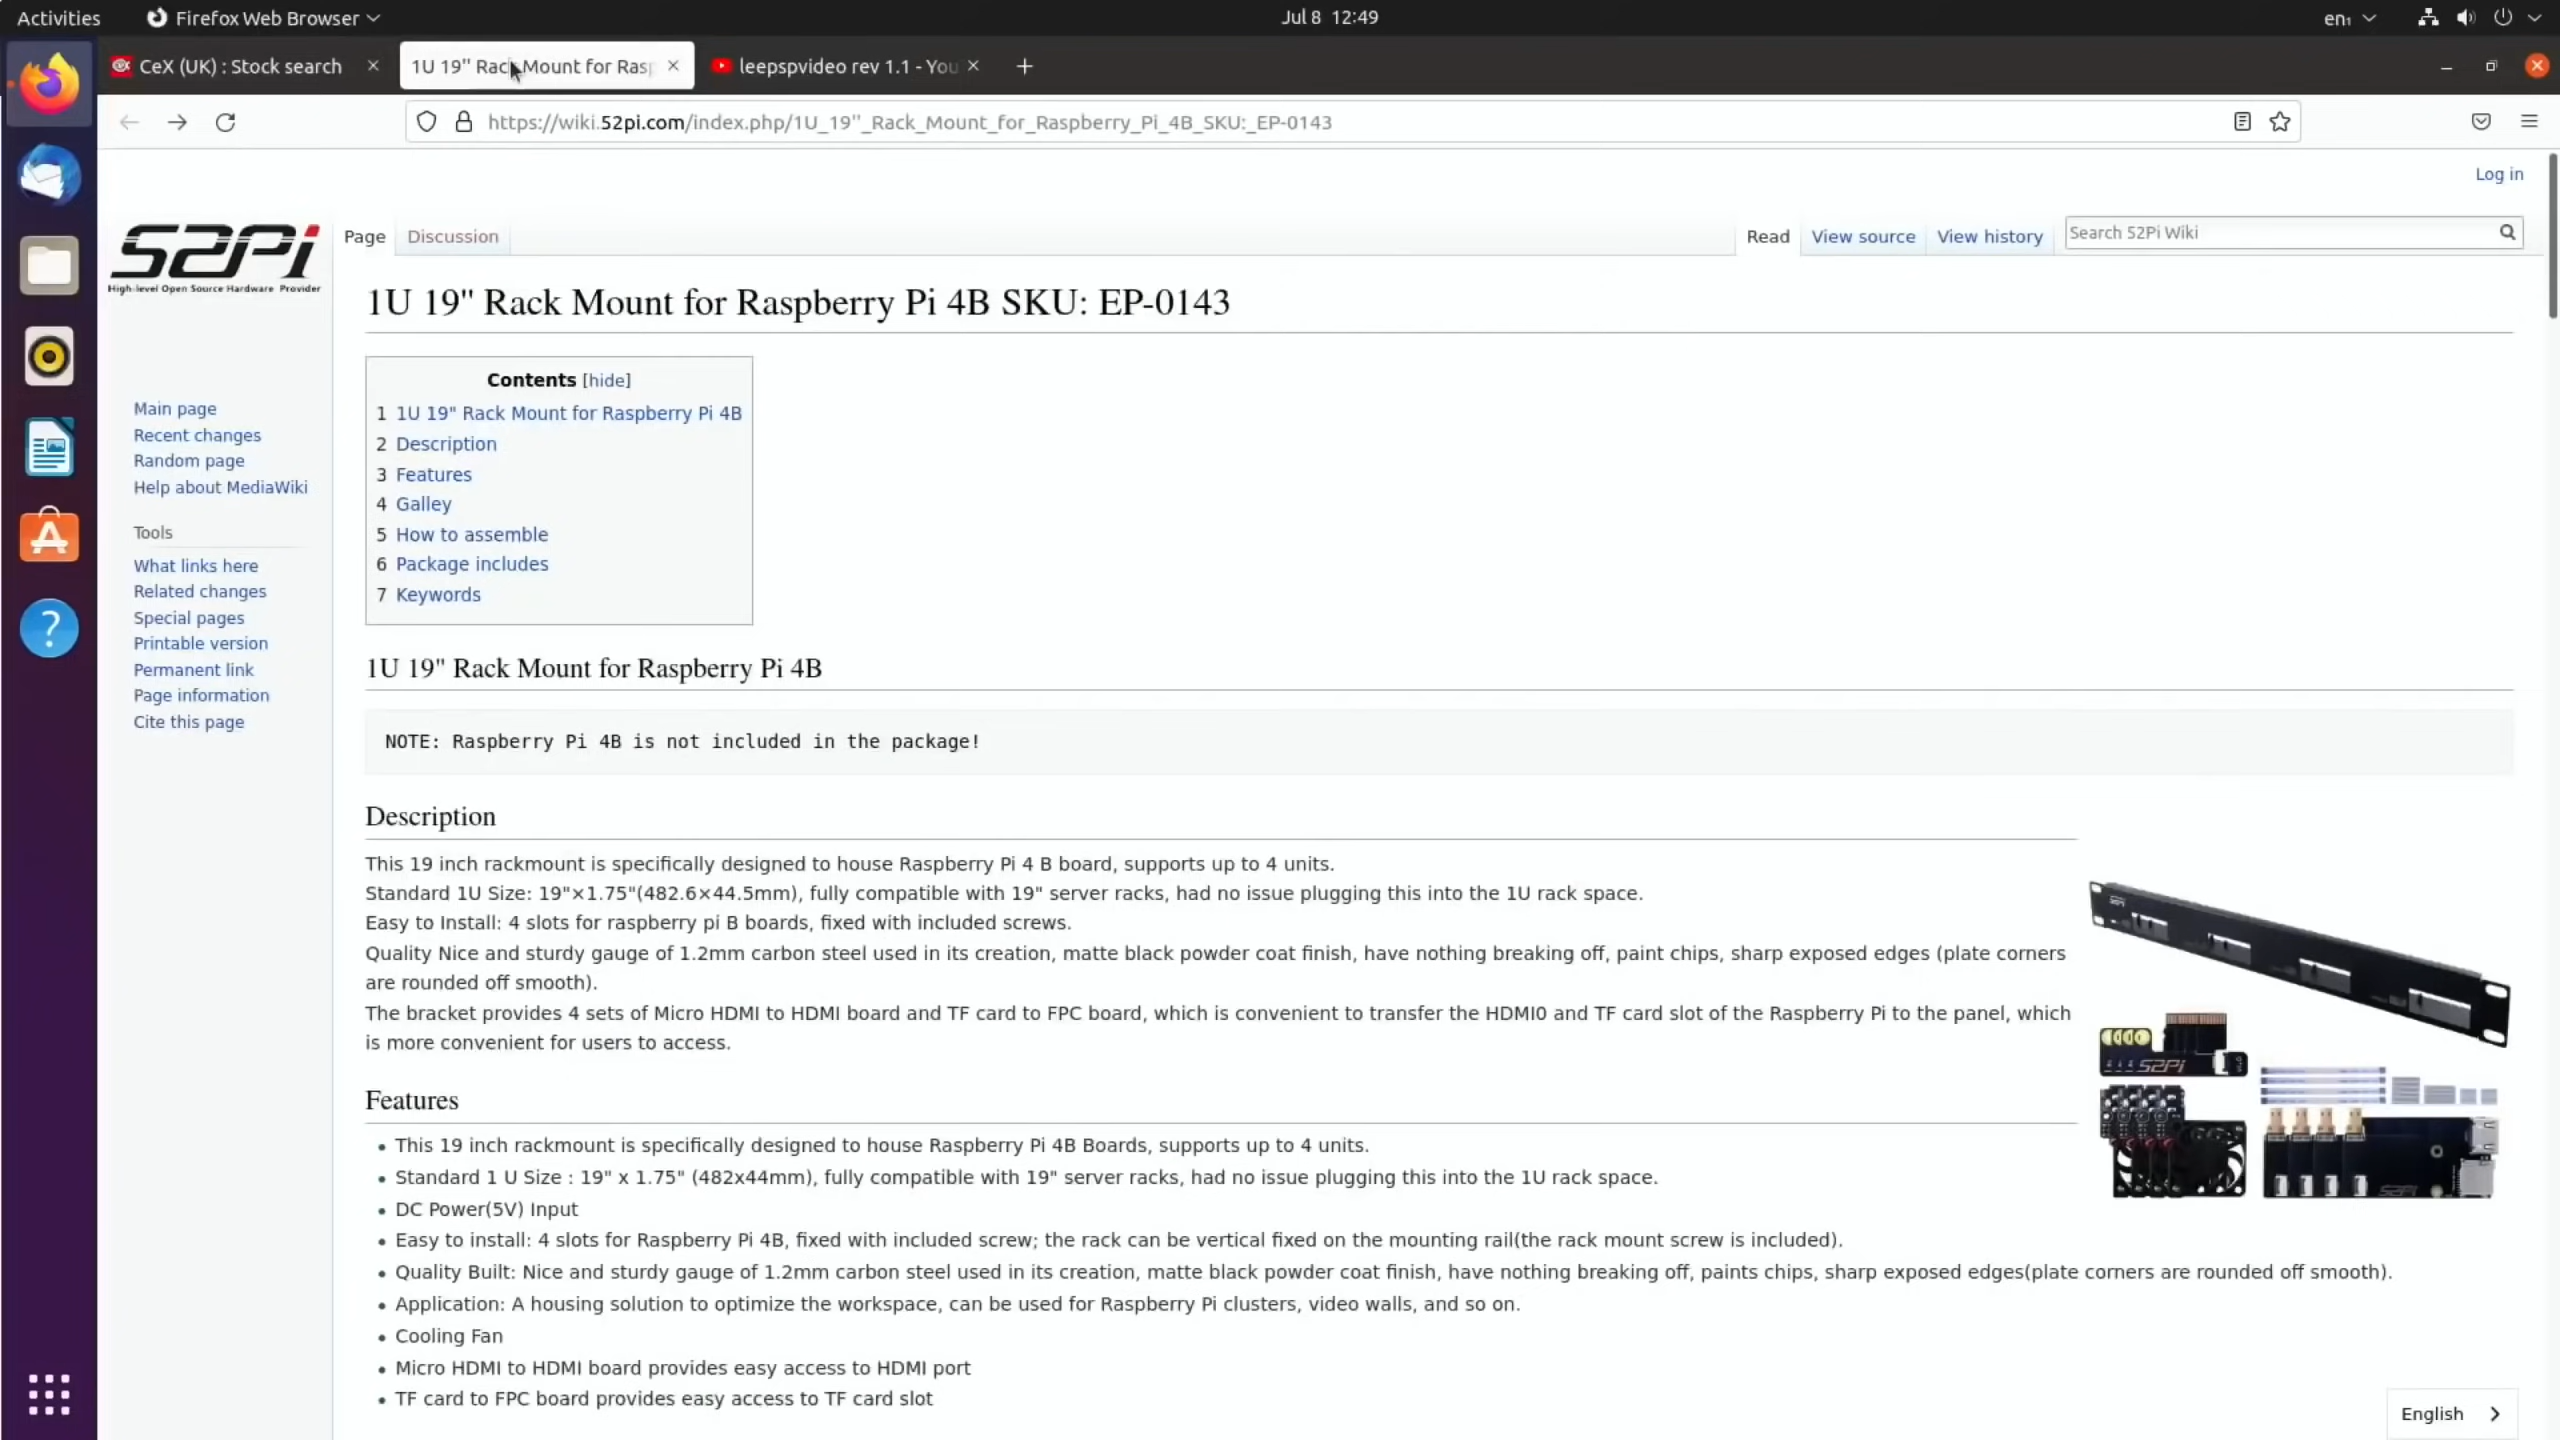 Activities
Firefox Web Browser
Jul 8 12:49
en₁
CeX (UK) : Stock search
1U 19'' Rack Mount for Rasp
leepspvideo rev 1.1 - You
https://wiki.52pi.com/index.php/1U_19''_Rack_Mount_for_Raspberry_Pi_4B_SKU:_EP-0143
Log in
52Pi
High-level Open Source Hardware Provider
Page
Discussion
Read
View source
View history
Search 52Pi Wiki
Main page
Recent changes
Random page
Help about MediaWiki
Tools
What links here
Related changes
Special pages
Printable version
Permanent link
Page information
Cite this page
1U 19'' Rack Mount for Raspberry Pi 4B SKU: EP-0143
Contents [hide]
1 1U 19" Rack Mount for Raspberry Pi 4B
2 Description
3 Features
4 Galley
5 How to assemble
6 Package includes
7 Keywords
1U 19" Rack Mount for Raspberry Pi 4B
NOTE: Raspberry Pi 4B is not included in the package!
Description
This 19 inch rackmount is specifically designed to house Raspberry Pi 4 B board, supports up to 4 units.
Standard 1U Size: 19"×1.75"(482.6×44.5mm), fully compatible with 19" server racks, had no issue plugging this into the 1U rack space.
Easy to Install: 4 slots for raspberry pi B boards, fixed with included screws.
Quality Nice and sturdy gauge of 1.2mm carbon steel used in its creation, matte black powder coat finish, have nothing breaking off, paint chips, sharp exposed edges (plate corners
are rounded off smooth).
The bracket provides 4 sets of Micro HDMI to HDMI board and TF card to FPC board, which is convenient to transfer the HDMI0 and TF card slot of the Raspberry Pi to the panel, which
is more convenient for users to access.
52Pi
Features
• This 19 inch rackmount is specifically designed to house Raspberry Pi 4B Boards, supports up to 4 units.
• Standard 1 U Size : 19" x 1.75" (482x44mm), fully compatible with 19" server racks, had no issue plugging this into the 1U rack space.
• DC Power(5V) Input
• Easy to install: 4 slots for Raspberry Pi 4B, fixed with included screw; the rack can be vertical fixed on the mounting rail(the rack mount screw is included).
• Quality Built: Nice and sturdy gauge of 1.2mm carbon steel used in its creation, matte black powder coat finish, have nothing breaking off, paints chips, sharp exposed edges(plate corners are rounded off smooth).
• Application: A housing solution to optimize the workspace, can be used for Raspberry Pi clusters, video walls, and so on.
• Cooling Fan
• Micro HDMI to HDMI board provides easy access to HDMI port
• TF card to FPC board provides easy access to TF card slot
English